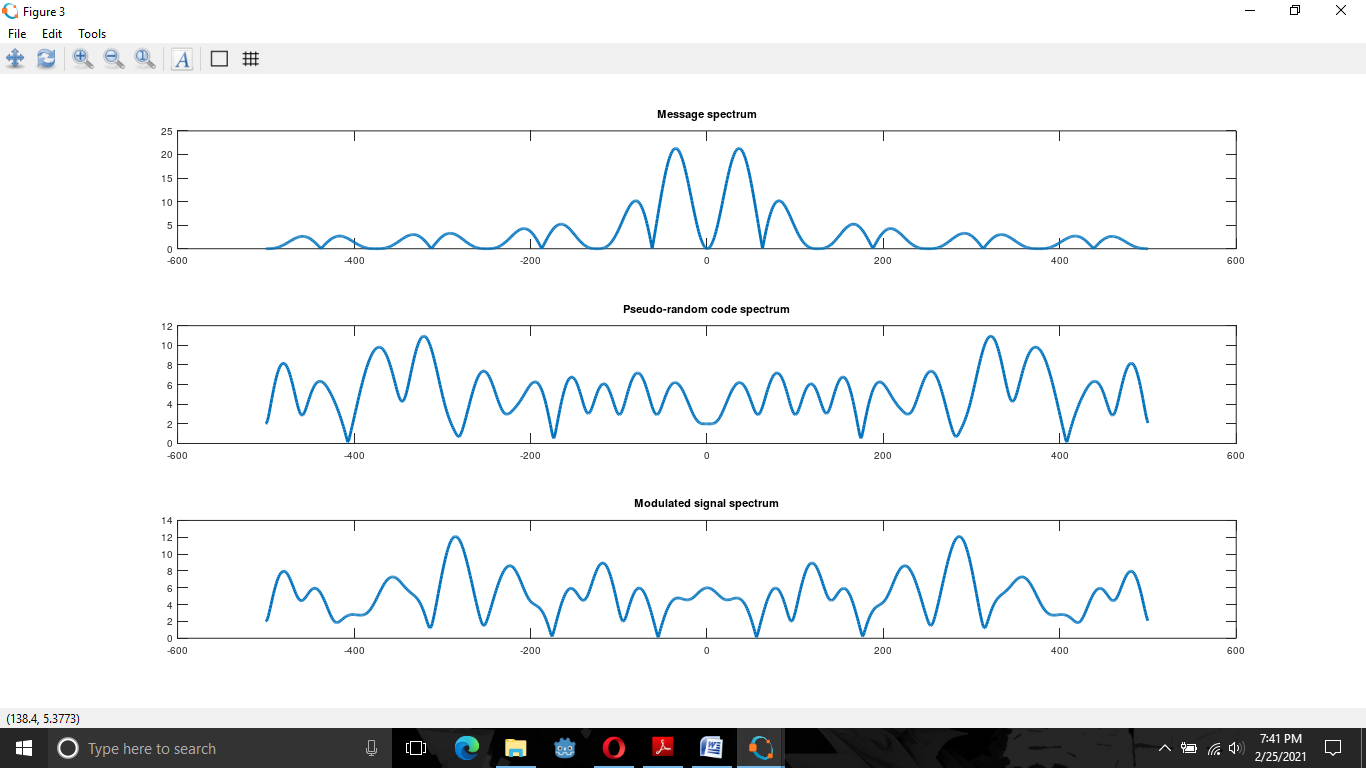 Figure 3
File Edit Tools
A
Message spectrum
25
20
15
10
5
0
-600 -400 -200 0 200 400 600
Pseudo-random code spectrum
12
10
8
6
4
2
0
-600 -400 -200 0 200 400 600
Modulated signal spectrum
14
12
10
8
6
4
2
0
-600 -400 -200 0 200 400 600
(138.4, 5.3773)
Type here to search
7:41 PM
2/25/2021